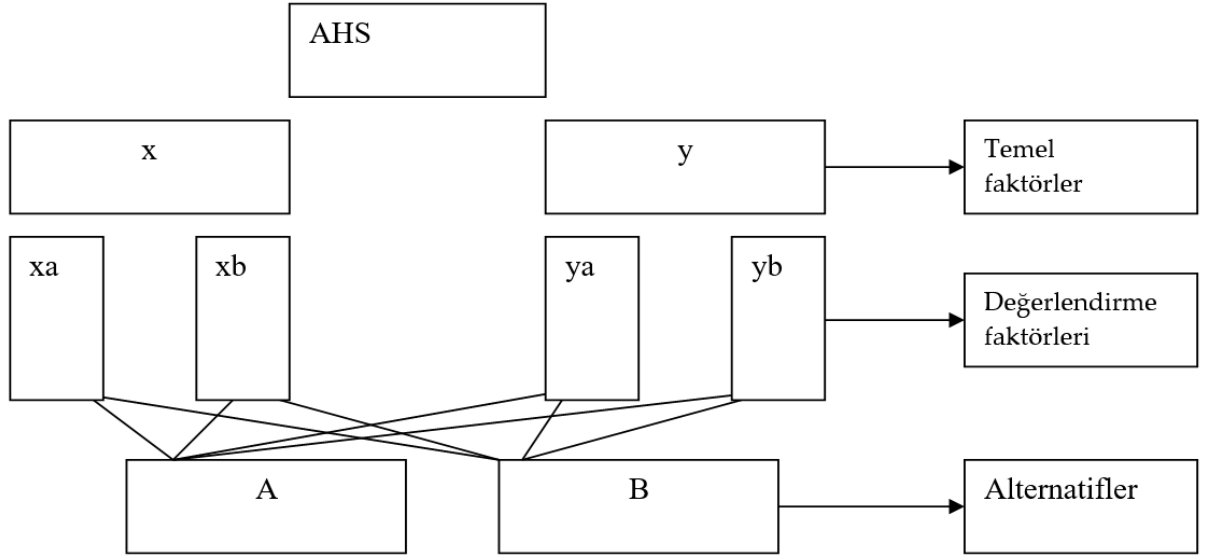 AHS
x
y
Temel
faktörler
xa
xb
ya
yb
Değerlendirme
faktörleri
A
B
Alternatifler